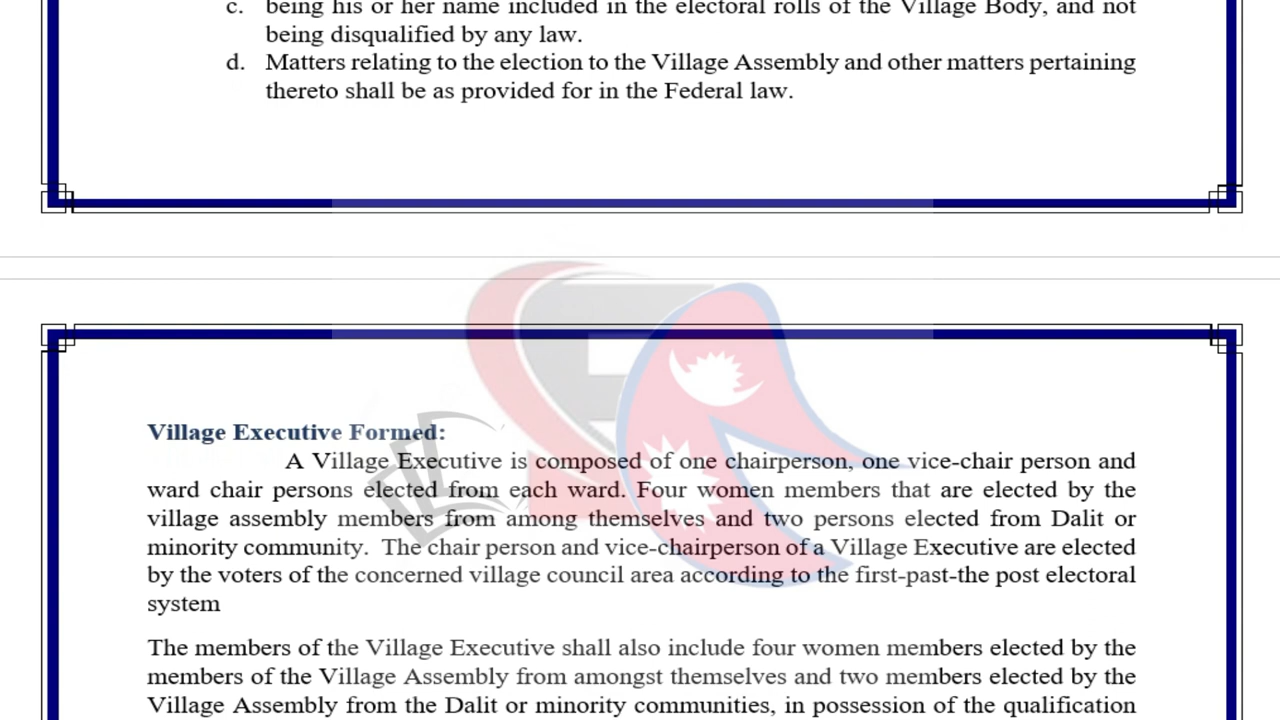 c. being his or her name included in the electoral rolls of the Village Body, and not
being disqualified by any law.
d. Matters relating to the election to the Village Assembly and other matters pertaining
thereto shall be as provided for in the Federal law.
Village Executive Formed:
A Village Executive is composed of one chairperson, one vice-chair person and
ward chair persons elected from each ward. Four women members that are elected by the
village assembly members from among themselves and two persons elected from Dalit or
minority community. The chair person and vice-chairperson of a Village Executive are elected
by the voters of the concerned village council area according to the first-past-the post electoral
system
The members of the Village Executive shall also include four women members elected by the
members of the Village Assembly from amongst themselves and two members elected by the
Village Assembly from the Dalit or minority communities, in possession of the qualification